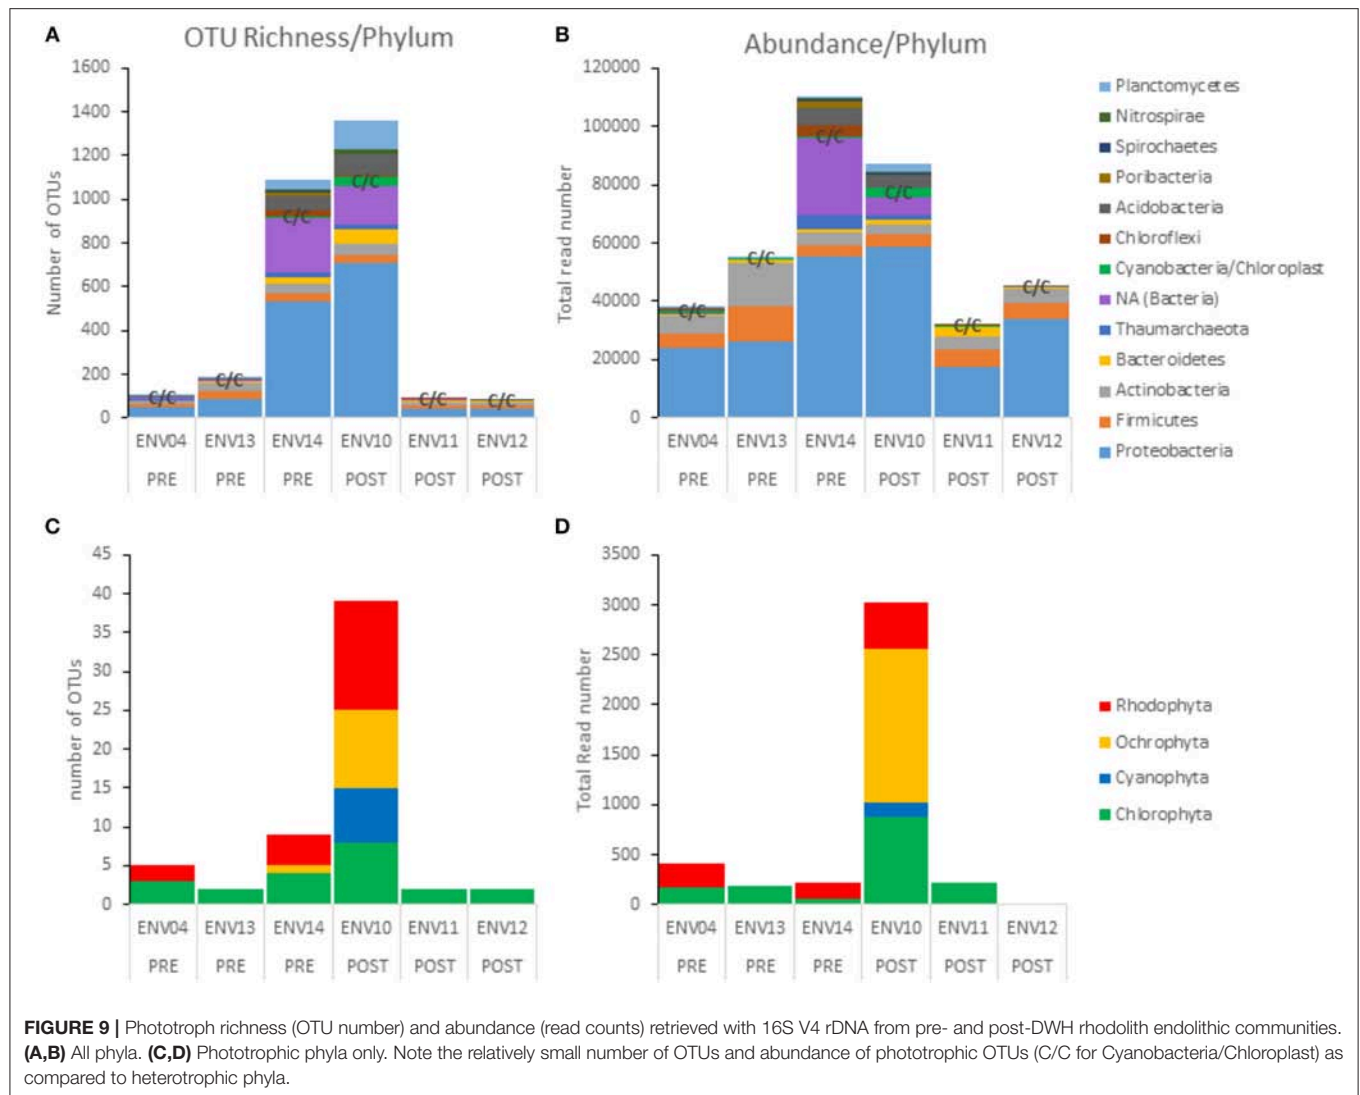 A
OTU Richness/Phylum
Number of OTUs
1600
1400
1200
1000
800
600
400
200
0
C/C
C/C
C/C
C/C
C/C
C/C
ENV04 ENV13 ENV14 ENV10 ENV11 ENV12
PRE PRE PRE POST POST POST
B
Abundance/Phylum
Total read number
120000
100000
80000
60000
40000
20000
0
C/C
C/C
C/C
C/C
C/C
C/C
ENV04 ENV13 ENV14 ENV10 ENV11 ENV12
PRE PRE PRE POST POST POST
Planctomycetes
Nitrospirae
Spirochaetes
Poribacteria
Acidobacteria
Chloroflexi
Cyanobacteria/Chloroplast
NA (Bacteria)
Thaumarchaeota
Bacteroidetes
Actinobacteria
Firmicutes
Proteobacteria
C
number of OTUs
45
40
35
30
25
20
15
10
5
0
ENV04 ENV13 ENV14 ENV10 ENV11 ENV12
PRE PRE PRE POST POST POST
D
Total Read number
3500
3000
2500
2000
1500
1000
500
0
ENV04 ENV13 ENV14 ENV10 ENV11 ENV12
PRE PRE PRE POST POST POST
Rhodophyta
Ochrophyta
Cyanophyta
Chlorophyta
FIGURE 9 | Phototroph richness (OTU number) and abundance (read counts) retrieved with 16S V4 rDNA from pre- and post-DWH rhodolith endolithic communities.
(A,B) All phyla. (C,D) Phototrophic phyla only. Note the relatively small number of OTUs and abundance of phototrophic OTUs (C/C for Cyanobacteria/Chloroplast) as
compared to heterotrophic phyla.